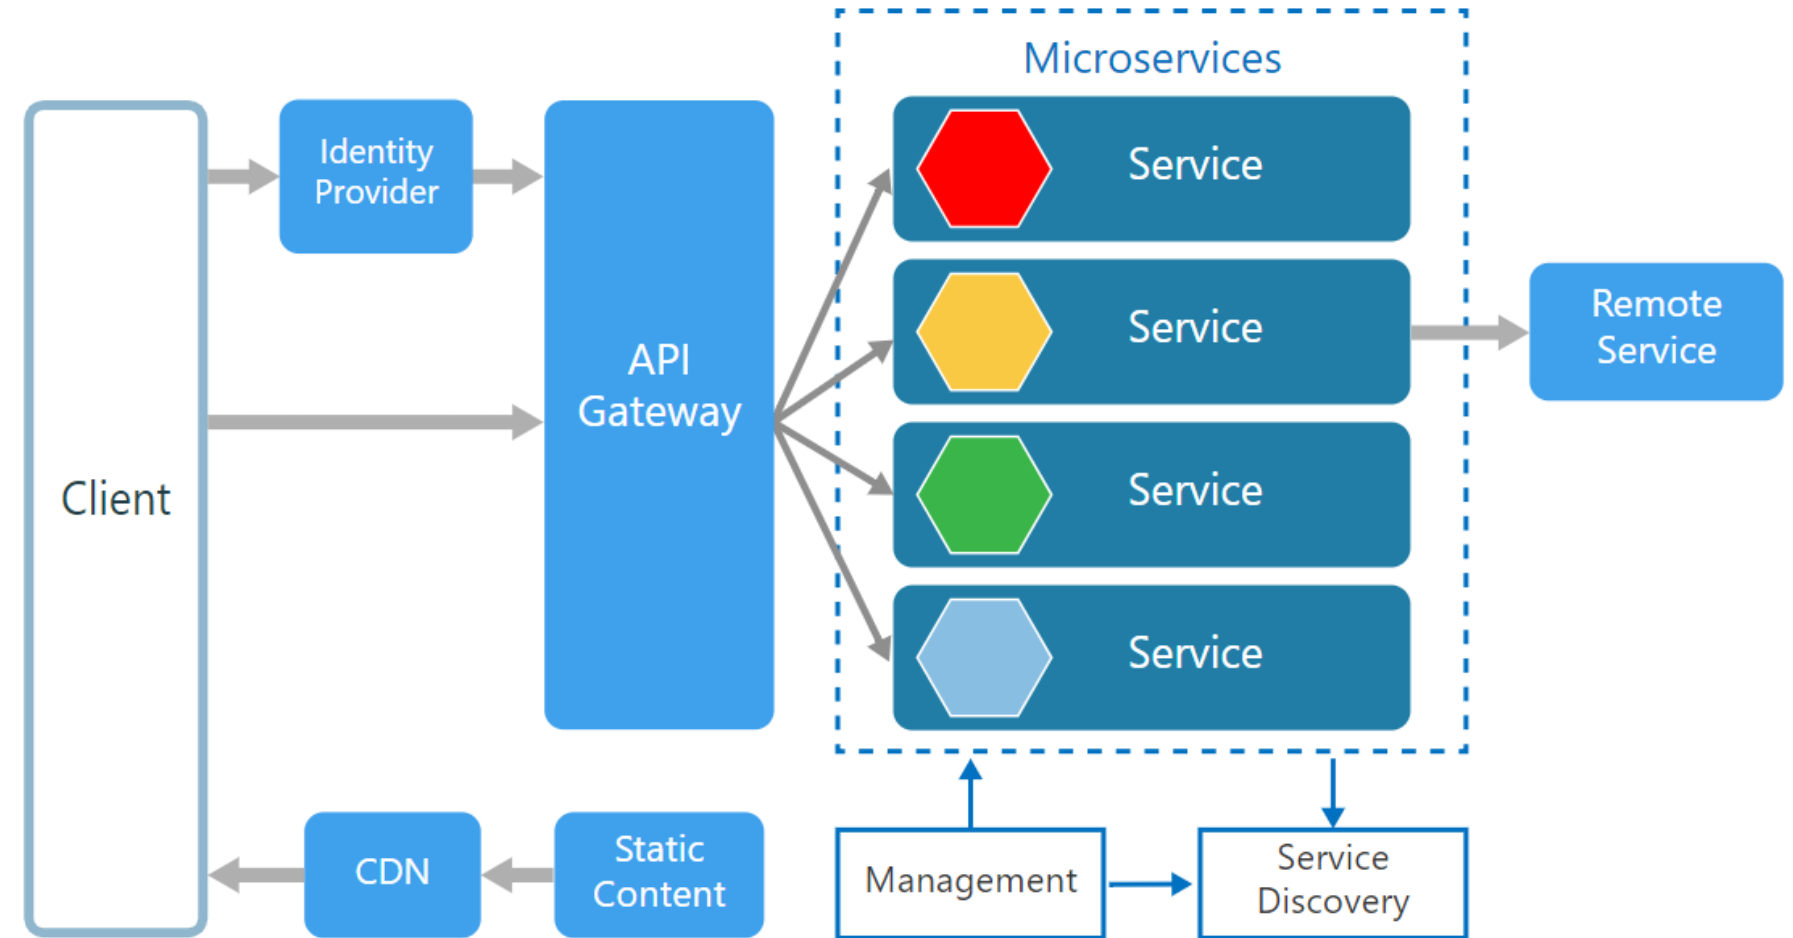 Microservices
Identity
Provider
Service
Service
Remote
Service
API
Gateway
Client
Service
Service
CDN
Static
Content
Management
Service
Discovery